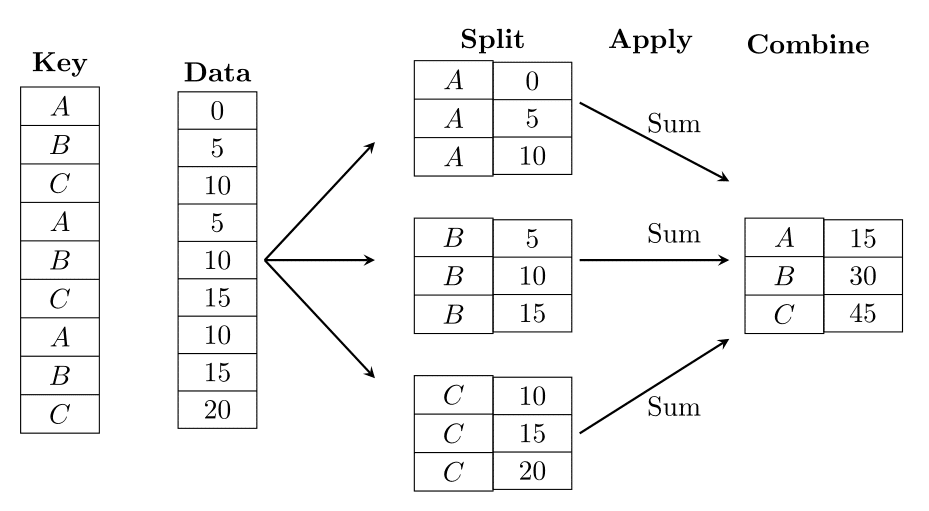 Key
A
B
C
A
B
C
A
B
C
Data
0
5
10
5
10
15
10
15
20
Split
A 0
A 5
A 10
B 5
B 10
B 15
C 10
C 15
C 20
Apply
Sum
Sum
Sum
Combine
A 15
B 30
C 45